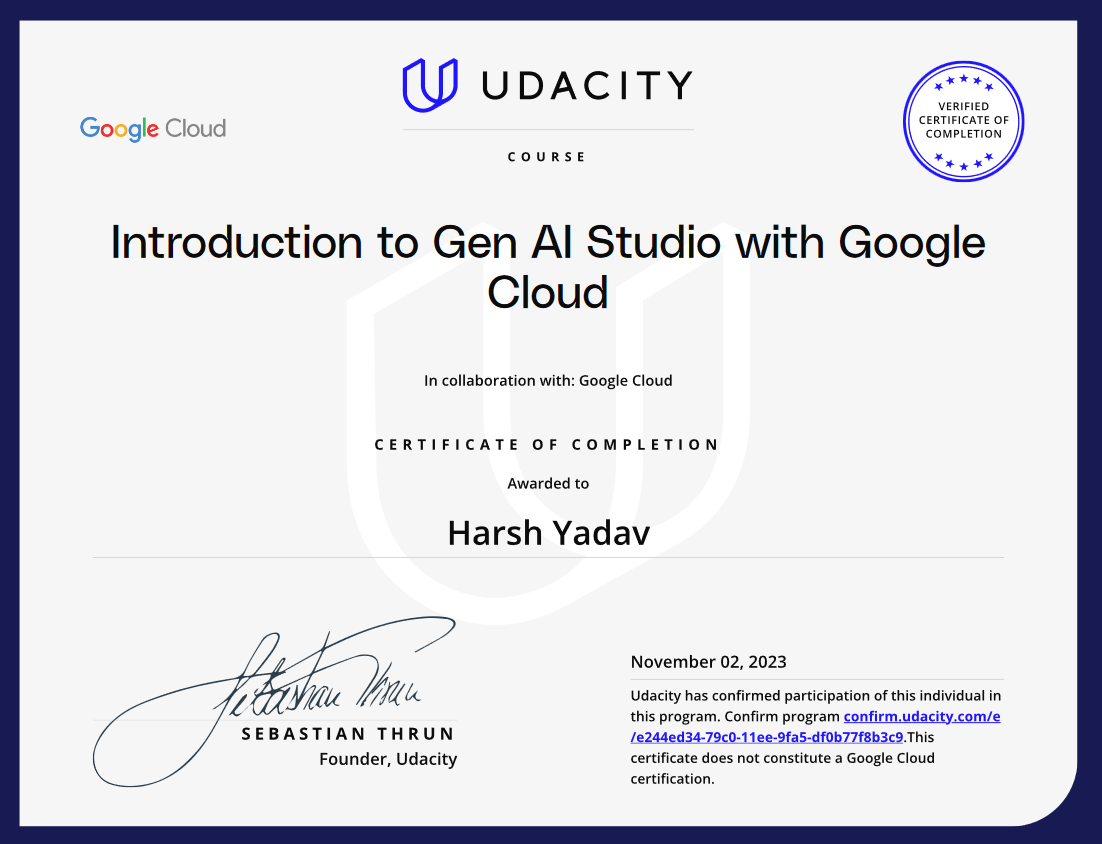 UDACITY
Google Cloud
VERIFIED
CERTIFICATE OF
COMPLETION
COURSE
Introduction to Gen AI Studio with Google
Cloud
In collaboration with: Google Cloud
CERTIFICATE OF COMPLETION
Awarded to
Harsh Yadav
Sebastian Thrun
SEBASTIAN THRUN
Founder, Udacity
November 02, 2023
Udacity has confirmed participation of this individual in
this program. Confirm program confirm.udacity.com/e
/e244ed34-79c0-11ee-9fa5-df0b77f8b3c9.This
certificate does not constitute a Google Cloud
certification.